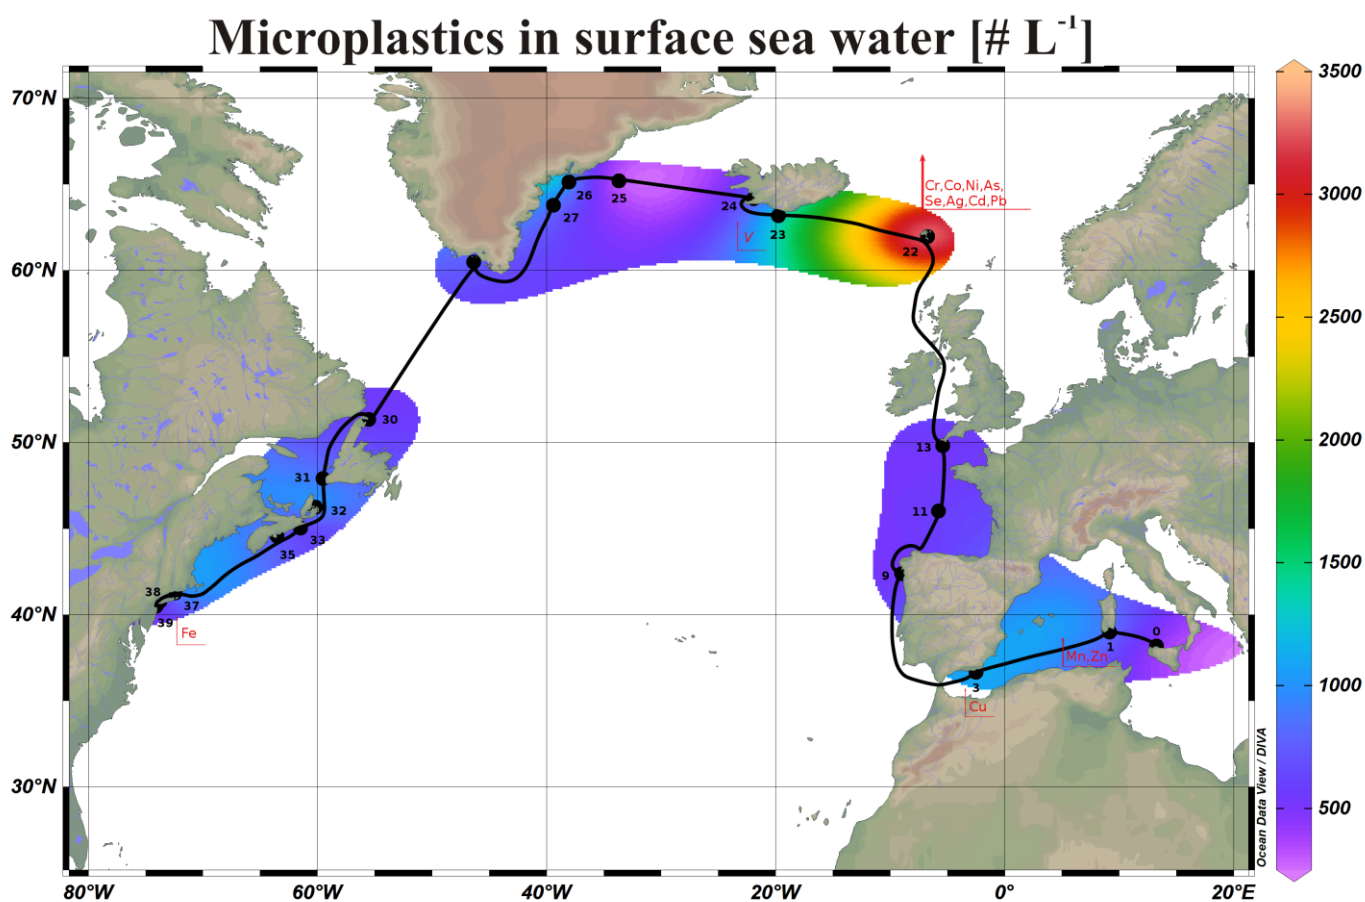 Microplastics in surface sea water [# L⁻¹]
70°N
60°N
50°N
40°N
30°N
80°W
60°W
40°W
20°W
0°
20°E
3500
3000
2500
2000
1500
1000
500
Cr,Co,Ni,As,
Se,Ag,Cd,Pb
V
Fe
Mn,Zn
Cu
26
25
27
24
23
22
30
31
32
33
35
38
37
39
13
11
9
0
1
3
Ocean Data View / DIVA